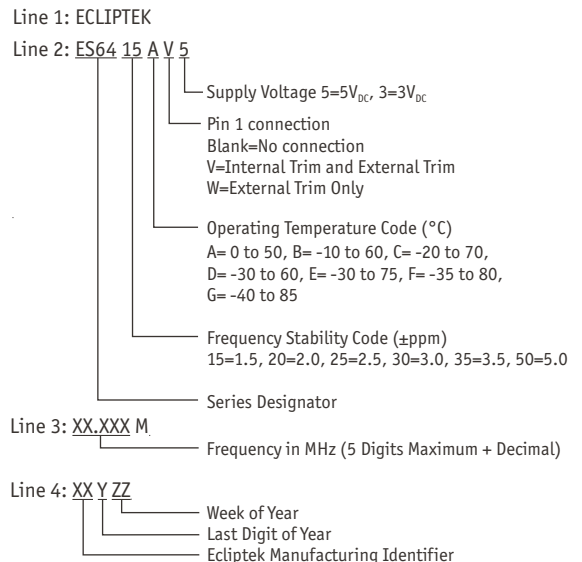 Line 1: ECLIPTEK
Line 2: ES64 15 A V 5
Supply Voltage 5=5VDC, 3=3VDC
Pin 1 connection
Blank=No connection
V=Internal Trim and External Trim
W=External Trim Only
Operating Temperature Code (°C)
A= 0 to 50, B= -10 to 60, C= -20 to 70,
D= -30 to 60, E= -30 to 75, F= -35 to 80,
G= -40 to 85
Frequency Stability Code (±ppm)
15=1.5, 20=2.0, 25=2.5, 30=3.0, 35=3.5, 50=5.0
Series Designator
Line 3: XX.XXX M
Frequency in MHz (5 Digits Maximum + Decimal)
Line 4: XX Y ZZ
Week of Year
Last Digit of Year
Ecliptek Manufacturing Identifier